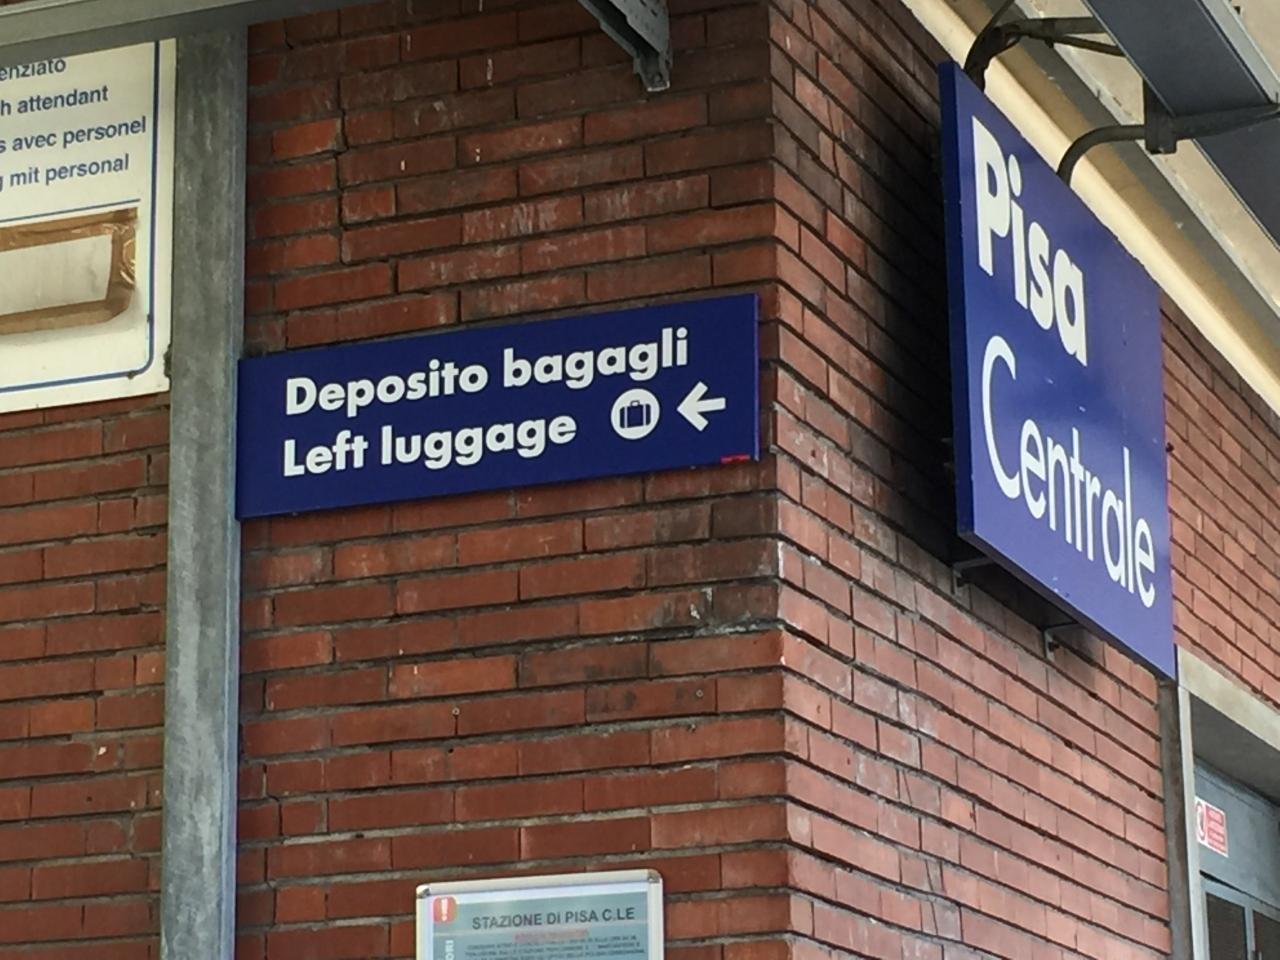 enziato
h attendant
s avec personel
g mit personal
Deposito bagagli
Left luggage
Pisa
Centrale
STAZIONE DI PISA C.LE